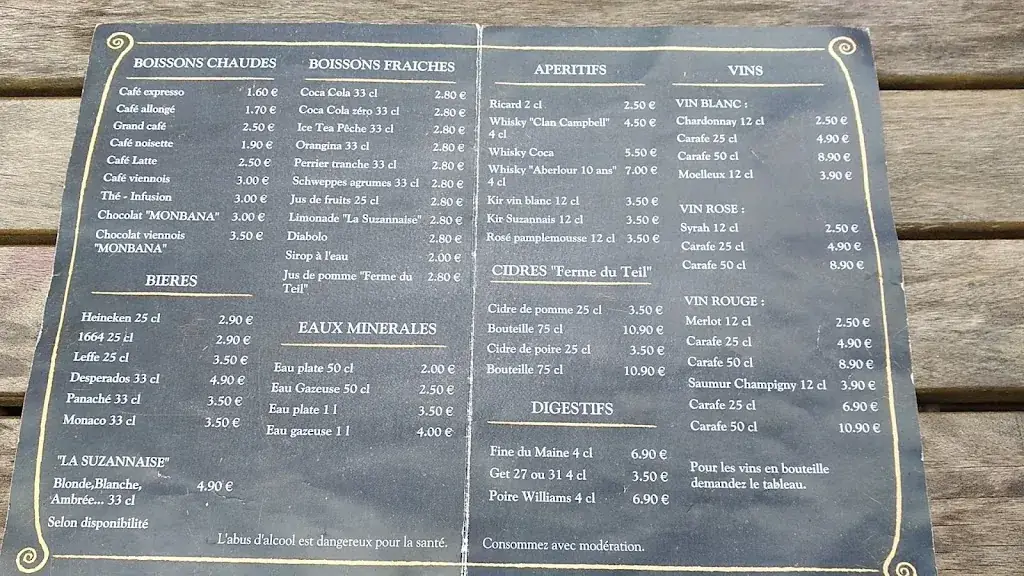 BOISSONS CHAUDES
Café expresso 1.60 €
Café allongé 1.70 €
Grand café 2.50 €
Café noisette 1.90 €
Café Latte 2.50 €
Café viennois 3.00 €
Thé - Infusion 3.00 €
Chocolat "MONBANA" 3.00 €
Chocolat viennois 3.50 €
"MONBANA"
BIERES
Heineken 25 cl 2.90 €
1664 25 cl 2.90 €
Leffe 25 cl 3.50 €
Desperados 33 cl 4.90 €
Panaché 33 cl 3.50 €
Monaco 33 cl 3.50 €
"LA SUZANNAISE"
Blonde,Blanche, 4.90 €
Ambrée... 33 cl
Selon disponibilité
BOISSONS FRAICHES
Coca Cola 33 cl 2.80 €
Coca Cola zéro 33 cl 2.80 €
Ice Tea Pêche 33 cl 2.80 €
Orangina 33 cl 2.80 €
Perrier tranche 33 cl 2.80 €
Schweppes agrumes 33 cl 2.80 €
Jus de fruits 25 cl 2.80 €
Limonade "La Suzannaise" 2.80 €
Diabolo 2.80 €
Sirop à l'eau 2.00 €
Jus de pomme "Ferme du 2.80 €
Teil"
EAUX MINERALES
Eau plate 50 cl 2.00 €
Eau Gazeuse 50 cl 2.50 €
Eau plate 1 l 3.50 €
Eau gazeuse 1 l 4.00 €
L'abus d'alcool est dangereux pour la santé.
APERITIFS
Ricard 2 cl 2.50 €
Whisky "Clan Campbell" 4.50 €
4 cl
Whisky Coca 5.50 €
Whisky "Aberlour 10 ans" 7.00 €
4 cl
Kir vin blanc 12 cl 3.50 €
Kir Suzannais 12 cl 3.50 €
Rosé pamplemousse 12 cl 3.50 €
CIDRES "Ferme du Teil"
Cidre de pomme 25 cl 3.50 €
Bouteille 75 cl 10.90 €
Cidre de poire 25 cl 3.50 €
Bouteille 75 cl 10.90 €
DIGESTIFS
Fine du Maine 4 cl 6.90 €
Get 27 ou 31 4 cl 3.50 €
Poire Williams 4 cl 6.90 €
Consommez avec modération.
VINS
VIN BLANC :
Chardonnay 12 cl 2.50 €
Carafe 25 cl 4.90 €
Carafe 50 cl 8.90 €
Moelleux 12 cl 3.90 €
VIN ROSE :
Syrah 12 cl 2.50 €
Carafe 25 cl 4.90 €
Carafe 50 cl 8.90 €
VIN ROUGE :
Merlot 12 cl 2.50 €
Carafe 25 cl 4.90 €
Carafe 50 cl 8.90 €
Saumur Champigny 12 cl 3.90 €
Carafe 25 cl 6.90 €
Carafe 50 cl 10.90 €
Pour les vins en bouteille
demandez le tableau.